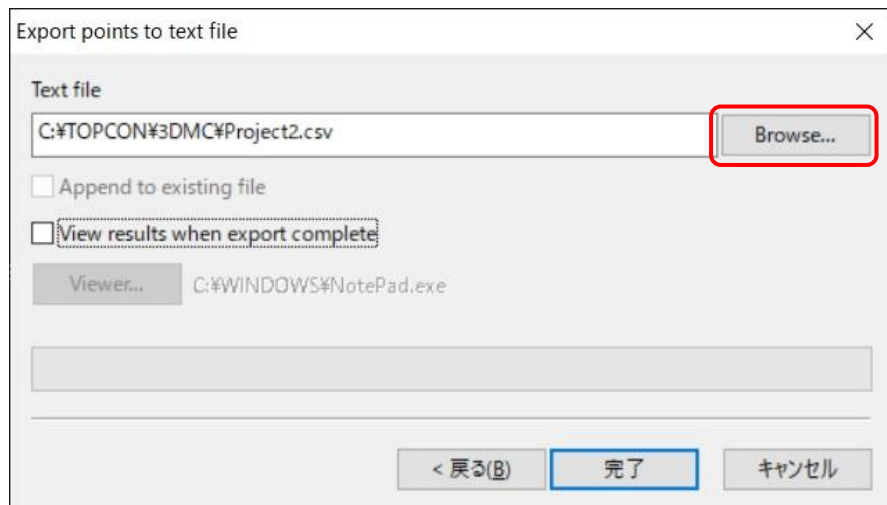 Export points to text file
Text file
C:¥TOPCON¥3DMC¥Project2.csv Browse...
Append to existing file
View results when export complete
Viewer... C:¥WINDOWS¥NotePad.exe
< 戻る(B) 完了 キャンセル